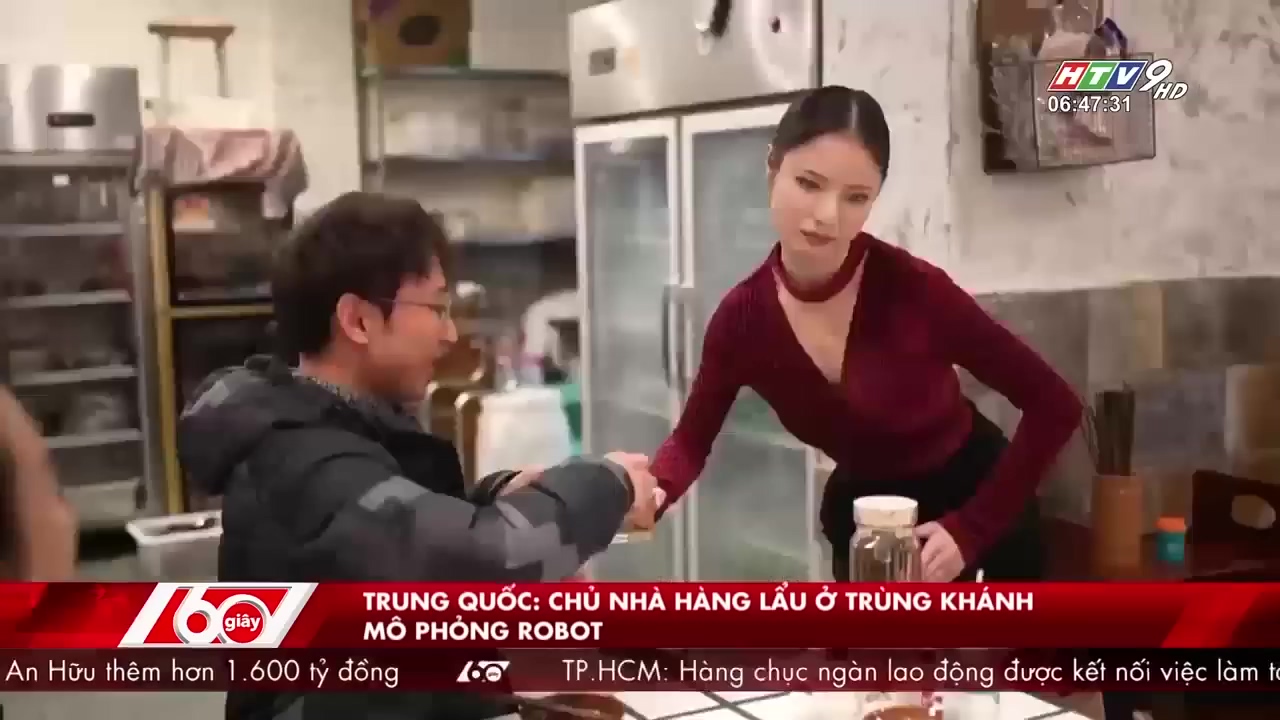 HTV9 HD
06:47:31
60 giây
TRUNG QUỐC: CHỦ NHÀ HÀNG LẨU Ở TRÙNG KHÁNH
MÔ PHỎNG ROBOT
An Hữu thêm hơn 1.600 tỷ đồng 60 giây TP.HCM: Hàng chục ngàn lao động được kết nối việc làm